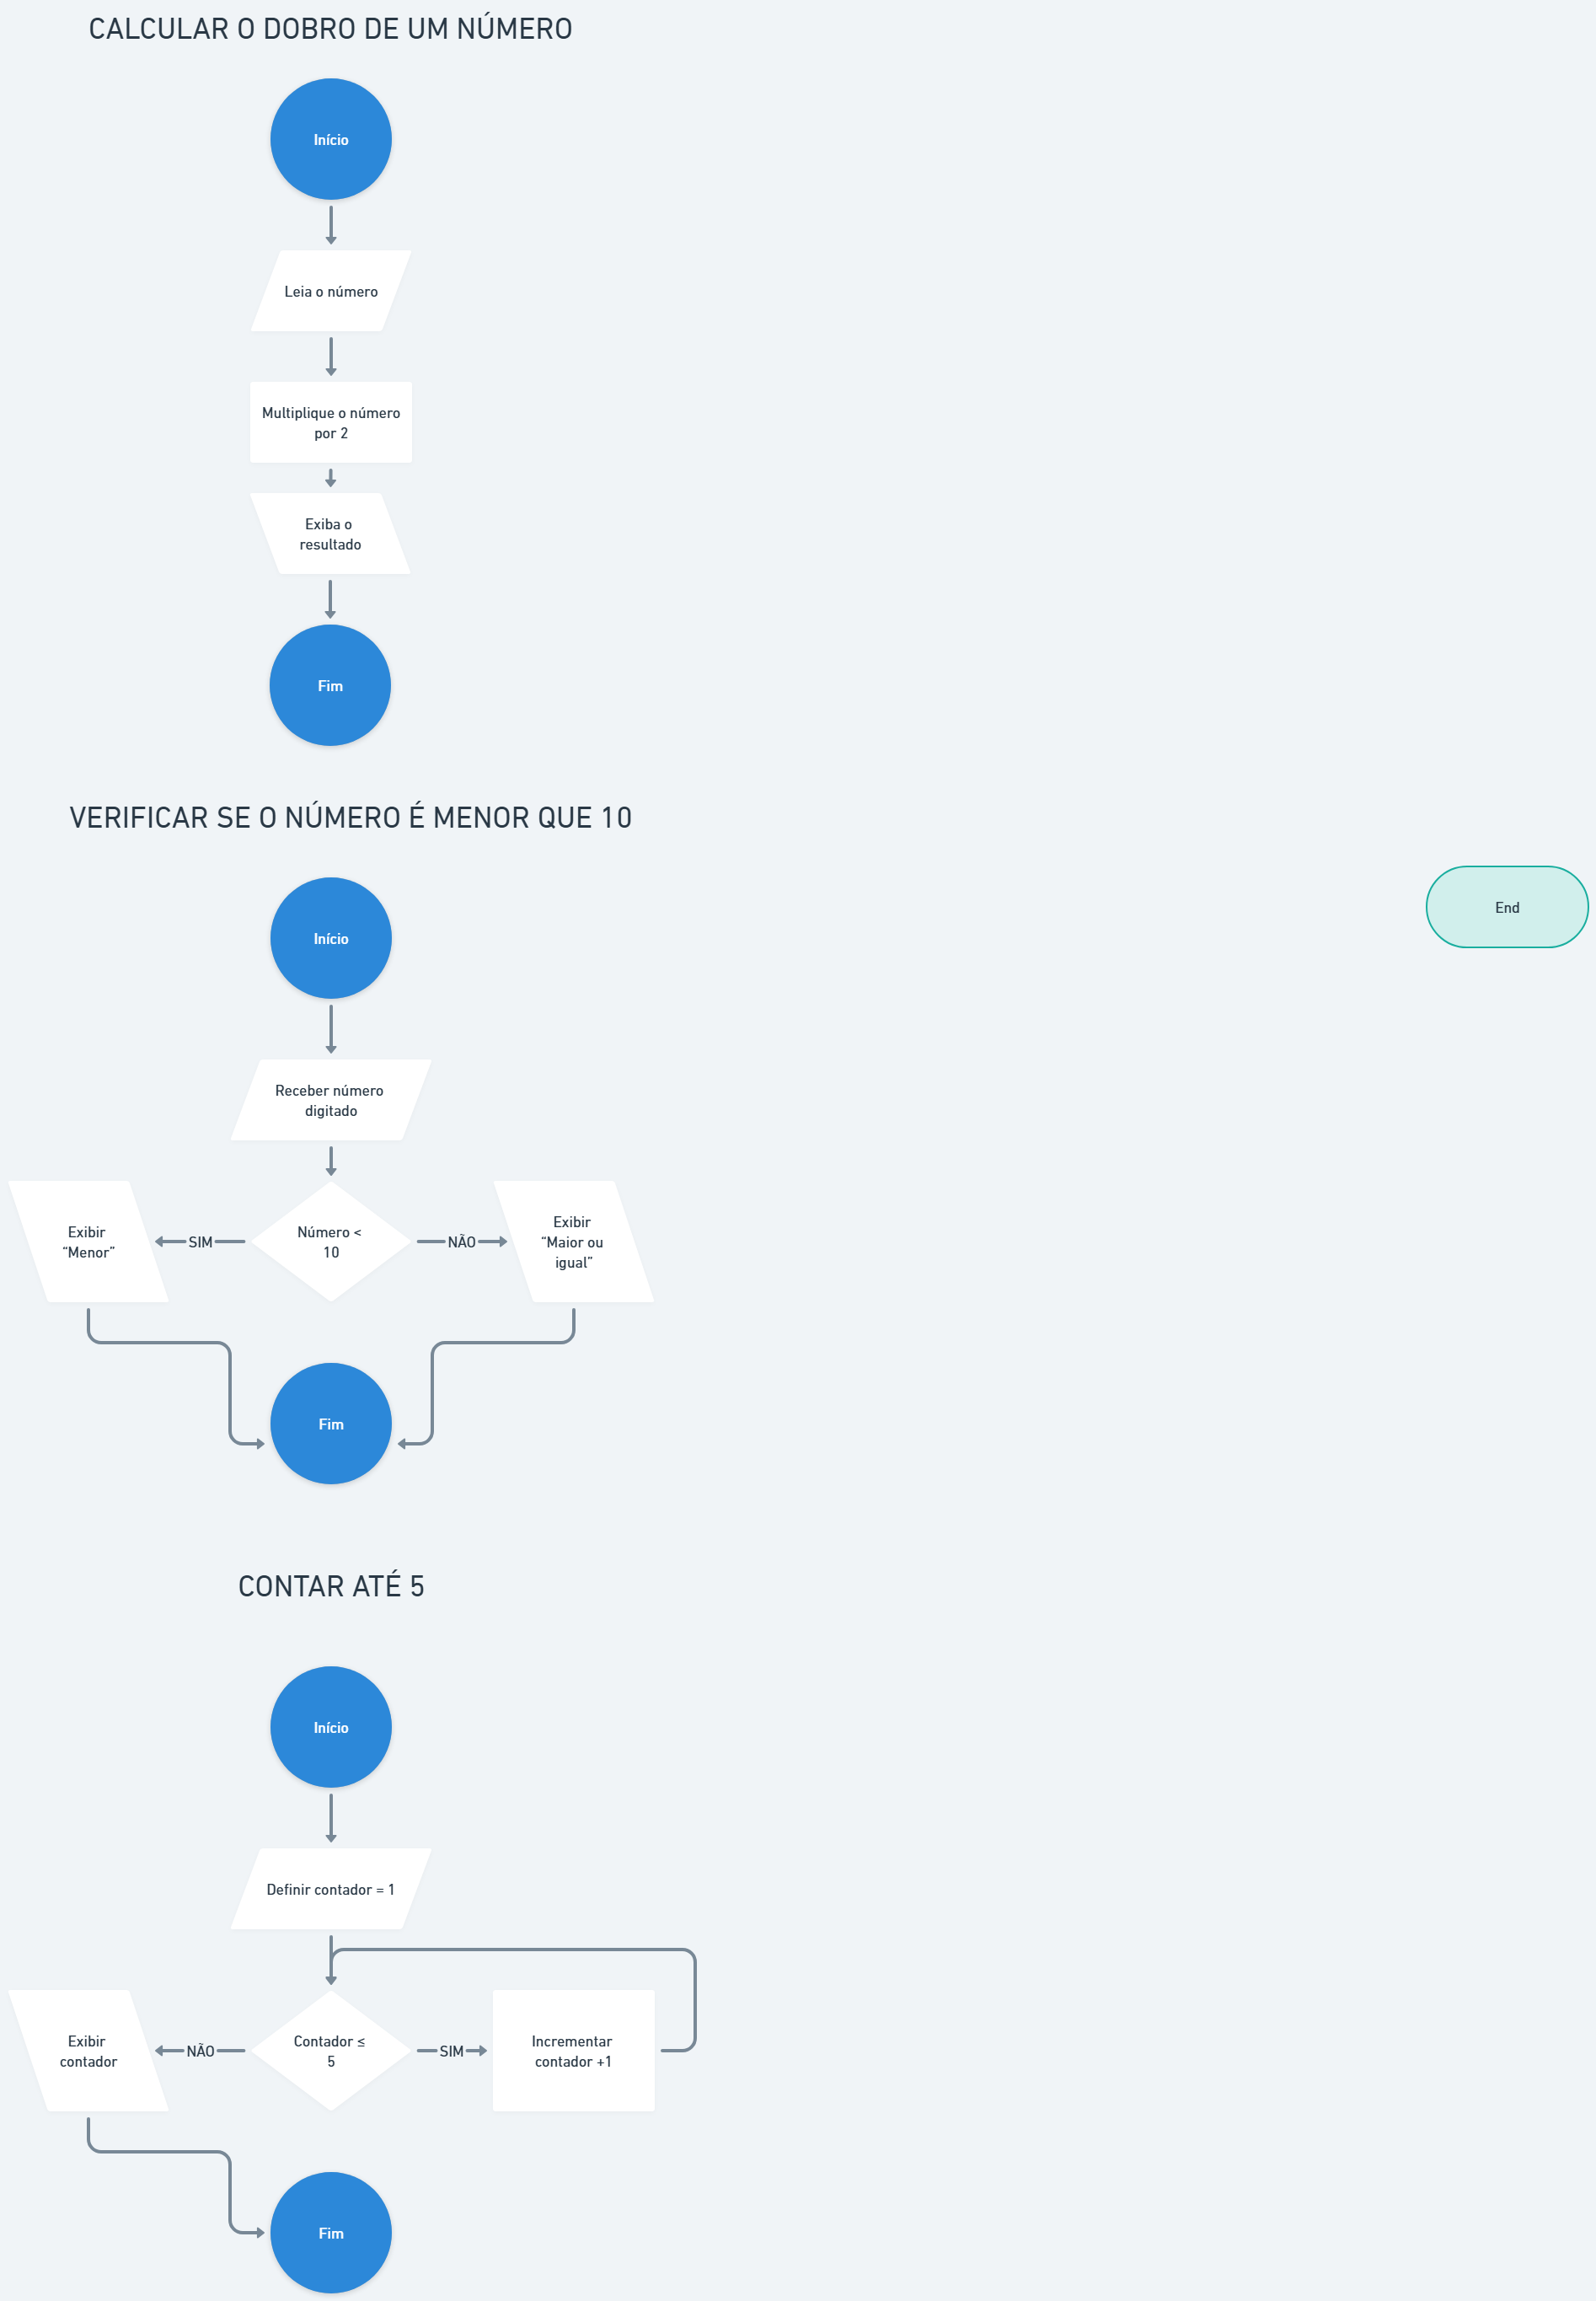 CALCULAR O DOBRO DE UM NÚMERO
Início
Leia o número
Multiplique o número
por 2
Exiba o
resultado
Fim
VERIFICAR SE O NÚMERO É MENOR QUE 10
End
Início
Receber número
digitado
Exibir
“Menor”
SIM
Número <
10
NÃO
Exibir
“Maior ou
igual”
Fim
CONTAR ATÉ 5
Início
Definir contador = 1
Exibir
contador
NÃO
Contador ≤
5
SIM
Incrementar
contador +1
Fim